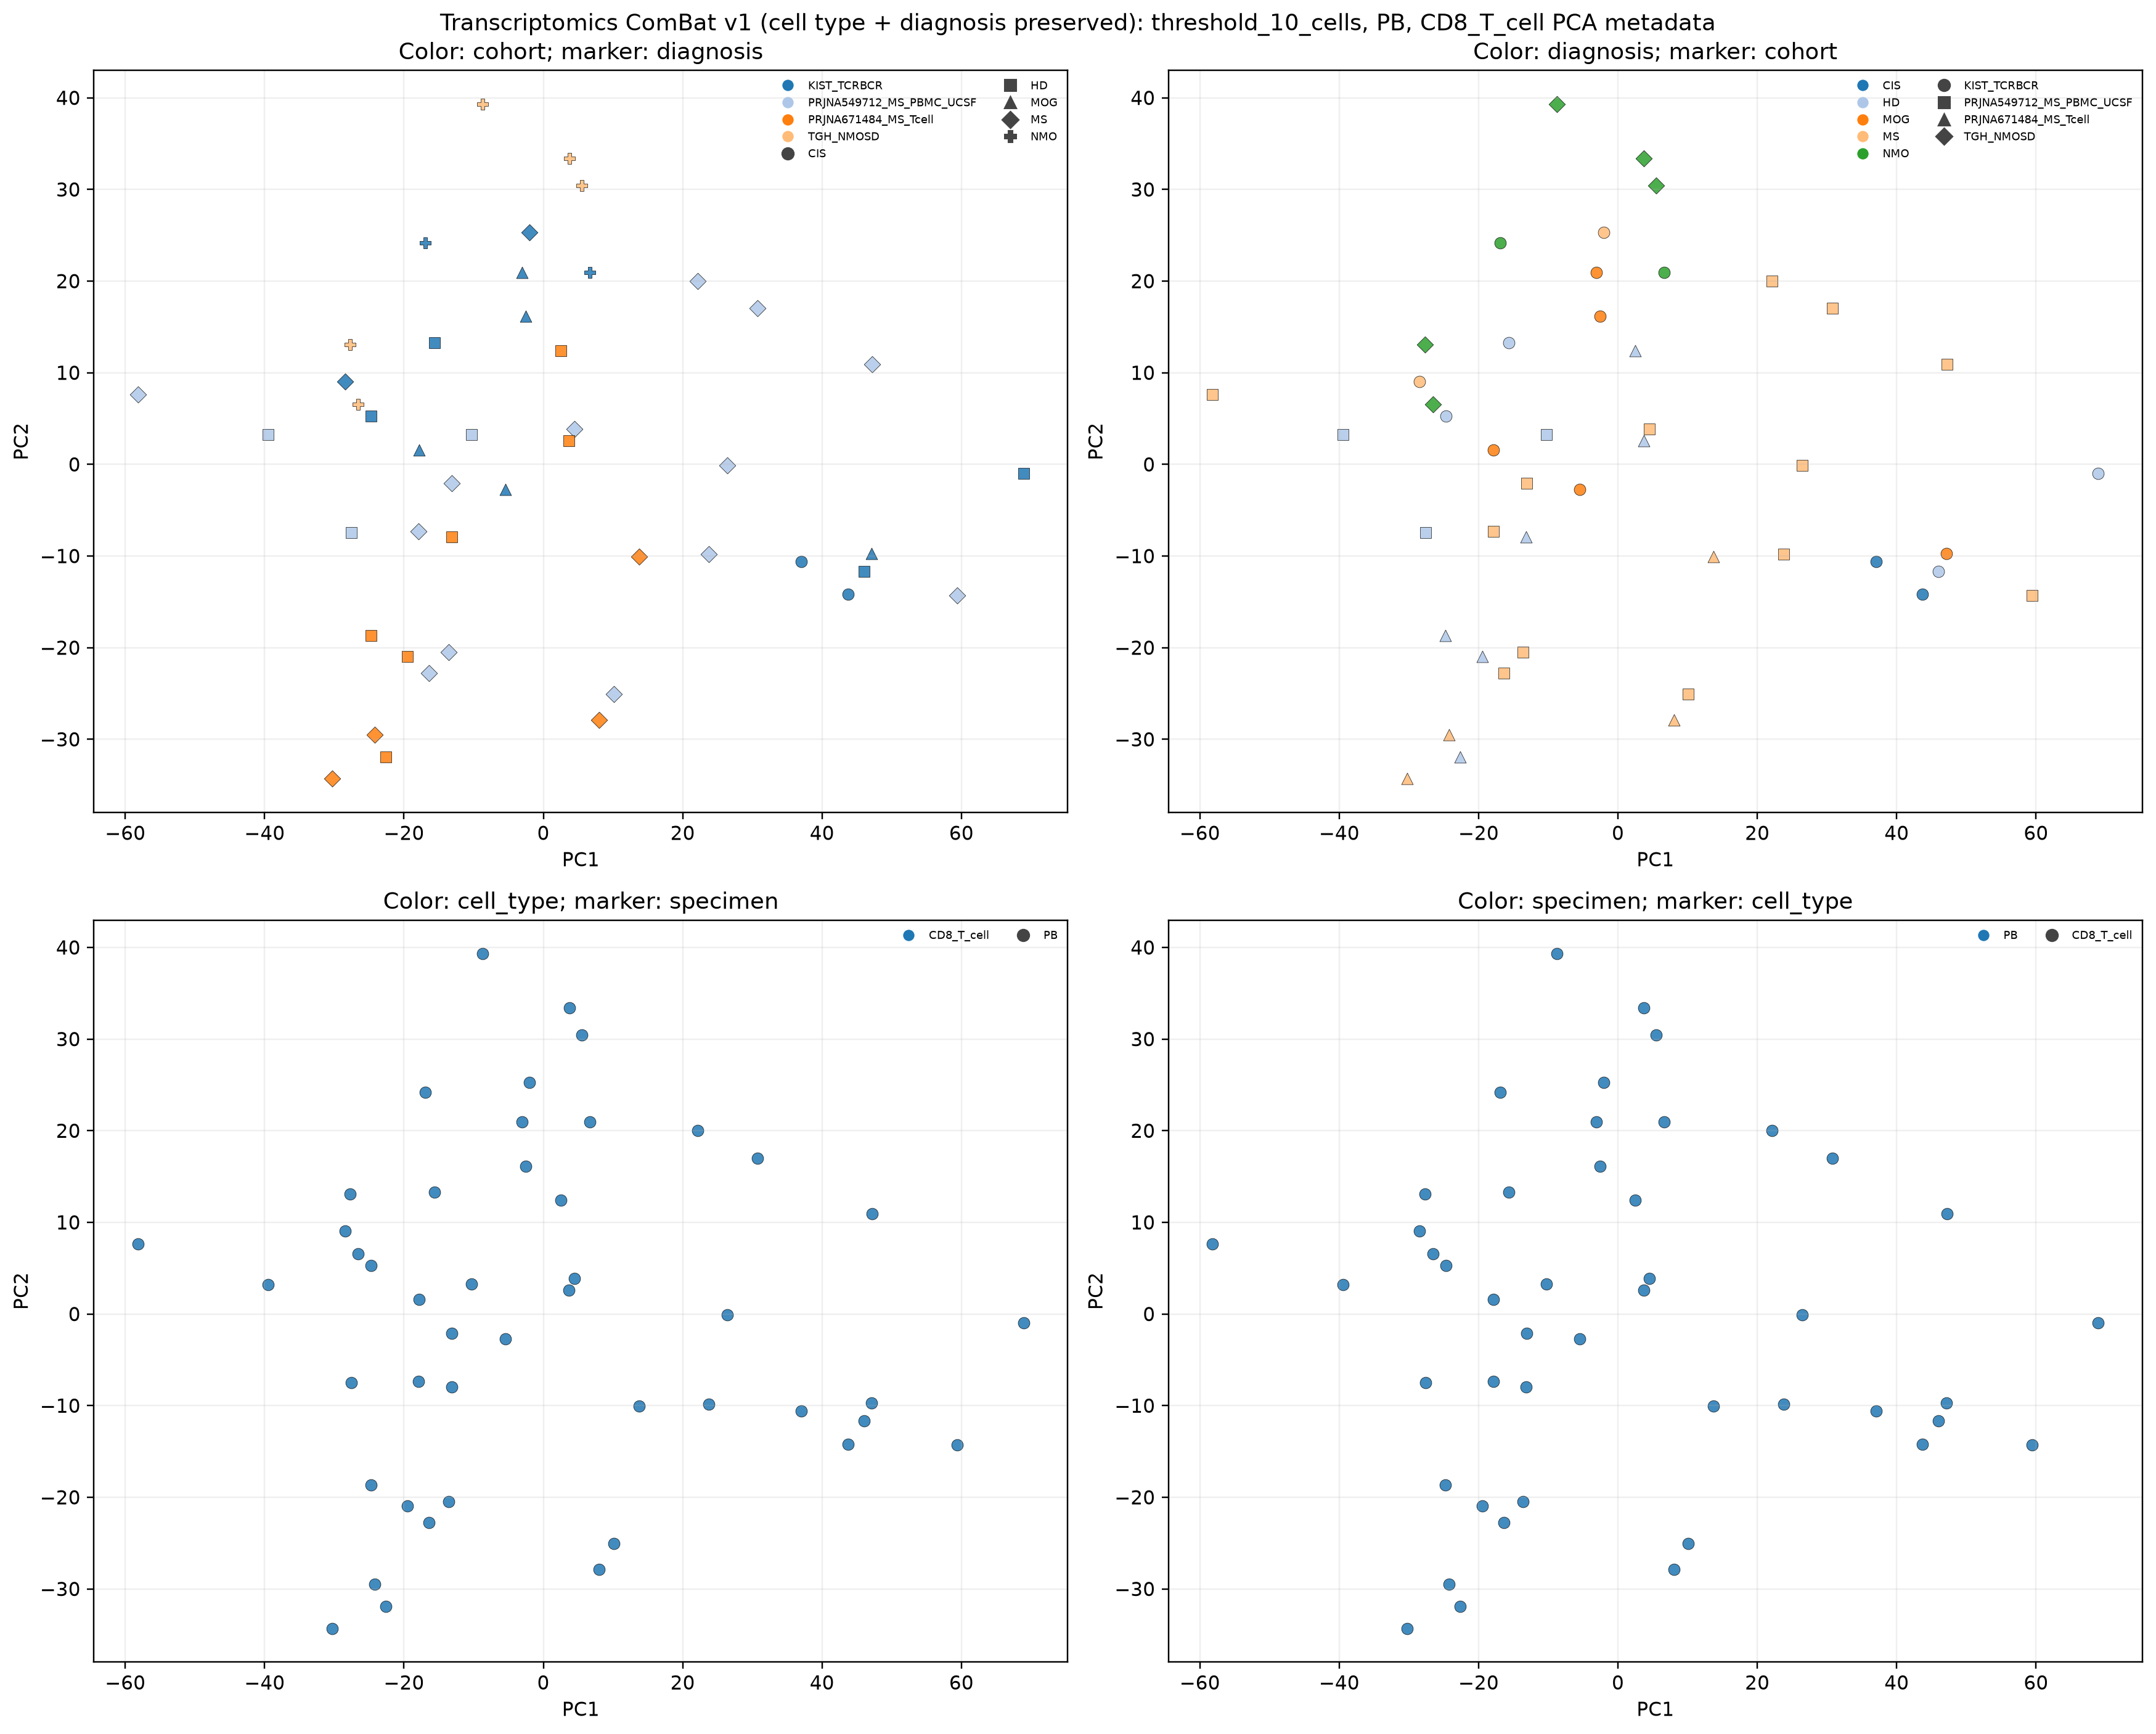 Transcriptomics ComBat v1 (cell type + diagnosis preserved): threshold_10_cells, PB, CD8_T_cell PCA metadata
Color: cohort; marker: diagnosis
KIST_TCRBCR
PRJNA549712_MS_PBMC_UCSF
PRJNA671484_MS_Tcell
TGH_NMOSD
CIS
HD
MOG
MS
NMO
40
30
20
10
0
−10
−20
−30
PC2
−60 −40 −20 0 20 40 60
PC1
Color: diagnosis; marker: cohort
CIS
HD
MOG
MS
NMO
KIST_TCRBCR
PRJNA549712_MS_PBMC_UCSF
PRJNA671484_MS_Tcell
TGH_NMOSD
40
30
20
10
0
−10
−20
−30
PC2
−60 −40 −20 0 20 40 60
PC1
Color: cell_type; marker: specimen
CD8_T_cell PB
40
30
20
10
0
−10
−20
−30
PC2
−60 −40 −20 0 20 40 60
PC1
Color: specimen; marker: cell_type
PB CD8_T_cell
40
30
20
10
0
−10
−20
−30
PC2
−60 −40 −20 0 20 40 60
PC1